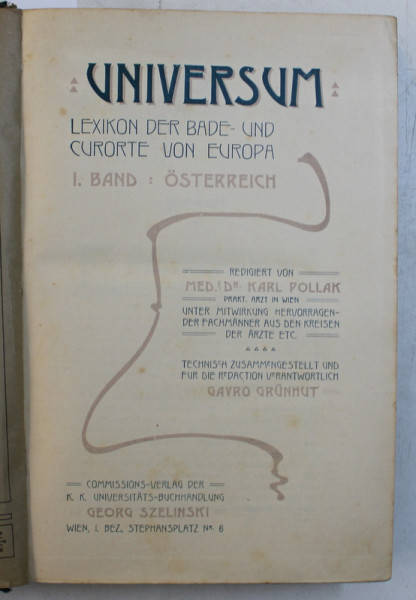 UNIVERSUM
LEXIKON DER BADE- UND
CURORTE VON EUROPA
I. BAND : ÖSTERREICH
REDIGIERT VON
MED. DR. KARL POLLAK
PRAKT. ARZT IN WIEN
UNTER MITWIRKUNG HERVORRAGEN-
DER FACHMÄNNER AUS DEN KREISEN
DER ÄRZTE ETC.
TECHNISCH ZUSAMMENGESTELLT UND
FÜR DIE REDACTION VERANTWORTLICH
GAVRO GRÜNHUT
COMMISSIONS-VERLAG DER
K. K. UNIVERSITÄTS-BUCHHANDLUNG
GEORG SZELINSKI
WIEN, I. BEZ., STEPHANSPLATZ NR. 6